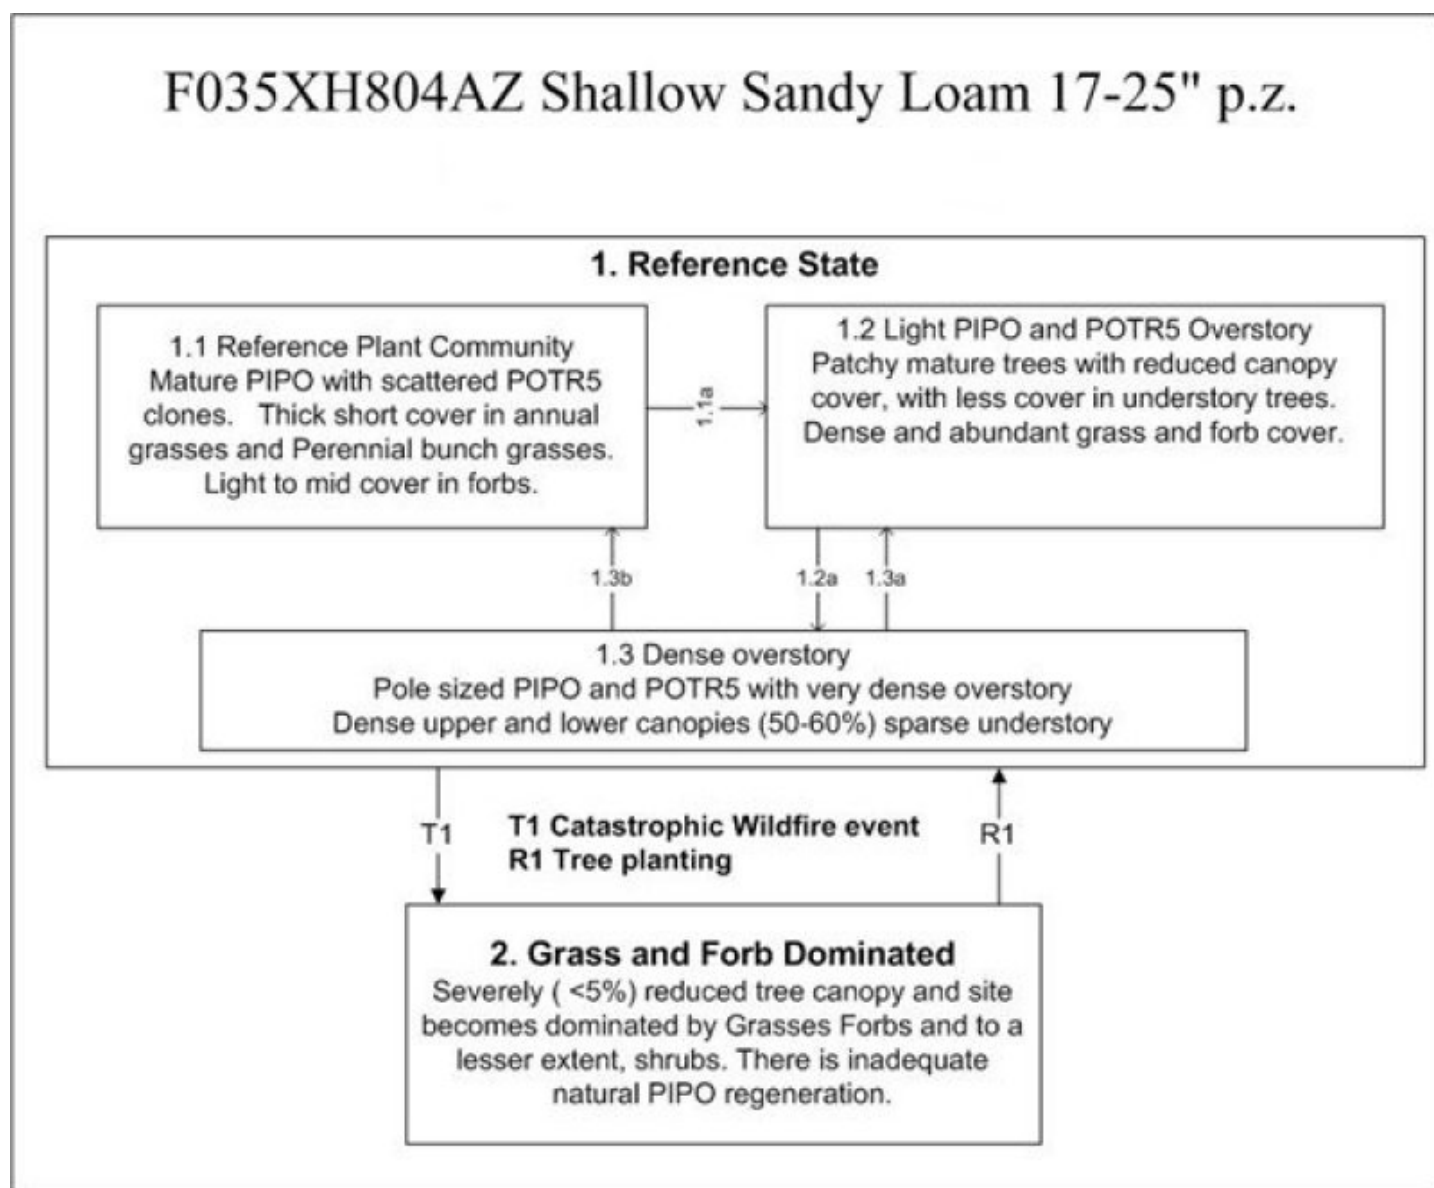 F035XH804AZ Shallow Sandy Loam 17-25" p.z.
1. Reference State
1.1 Reference Plant Community
Mature PIPO with scattered POTR5
clones. Thick short cover in annual
grasses and Perennial bunch grasses.
Light to mid cover in forbs.
1.1a
1.2 Light PIPO and POTR5 Overstory
Patchy mature trees with reduced canopy
cover, with less cover in understory trees.
Dense and abundant grass and forb cover.
1.3b
1.2a
1.3a
1.3 Dense overstory
Pole sized PIPO and POTR5 with very dense overstory
Dense upper and lower canopies (50-60%) sparse understory
T1
T1 Catastrophic Wildfire event
R1 Tree planting
R1
2. Grass and Forb Dominated
Severely ( <5%) reduced tree canopy and site
becomes dominated by Grasses Forbs and to a
lesser extent, shrubs. There is inadequate
natural PIPO regeneration.